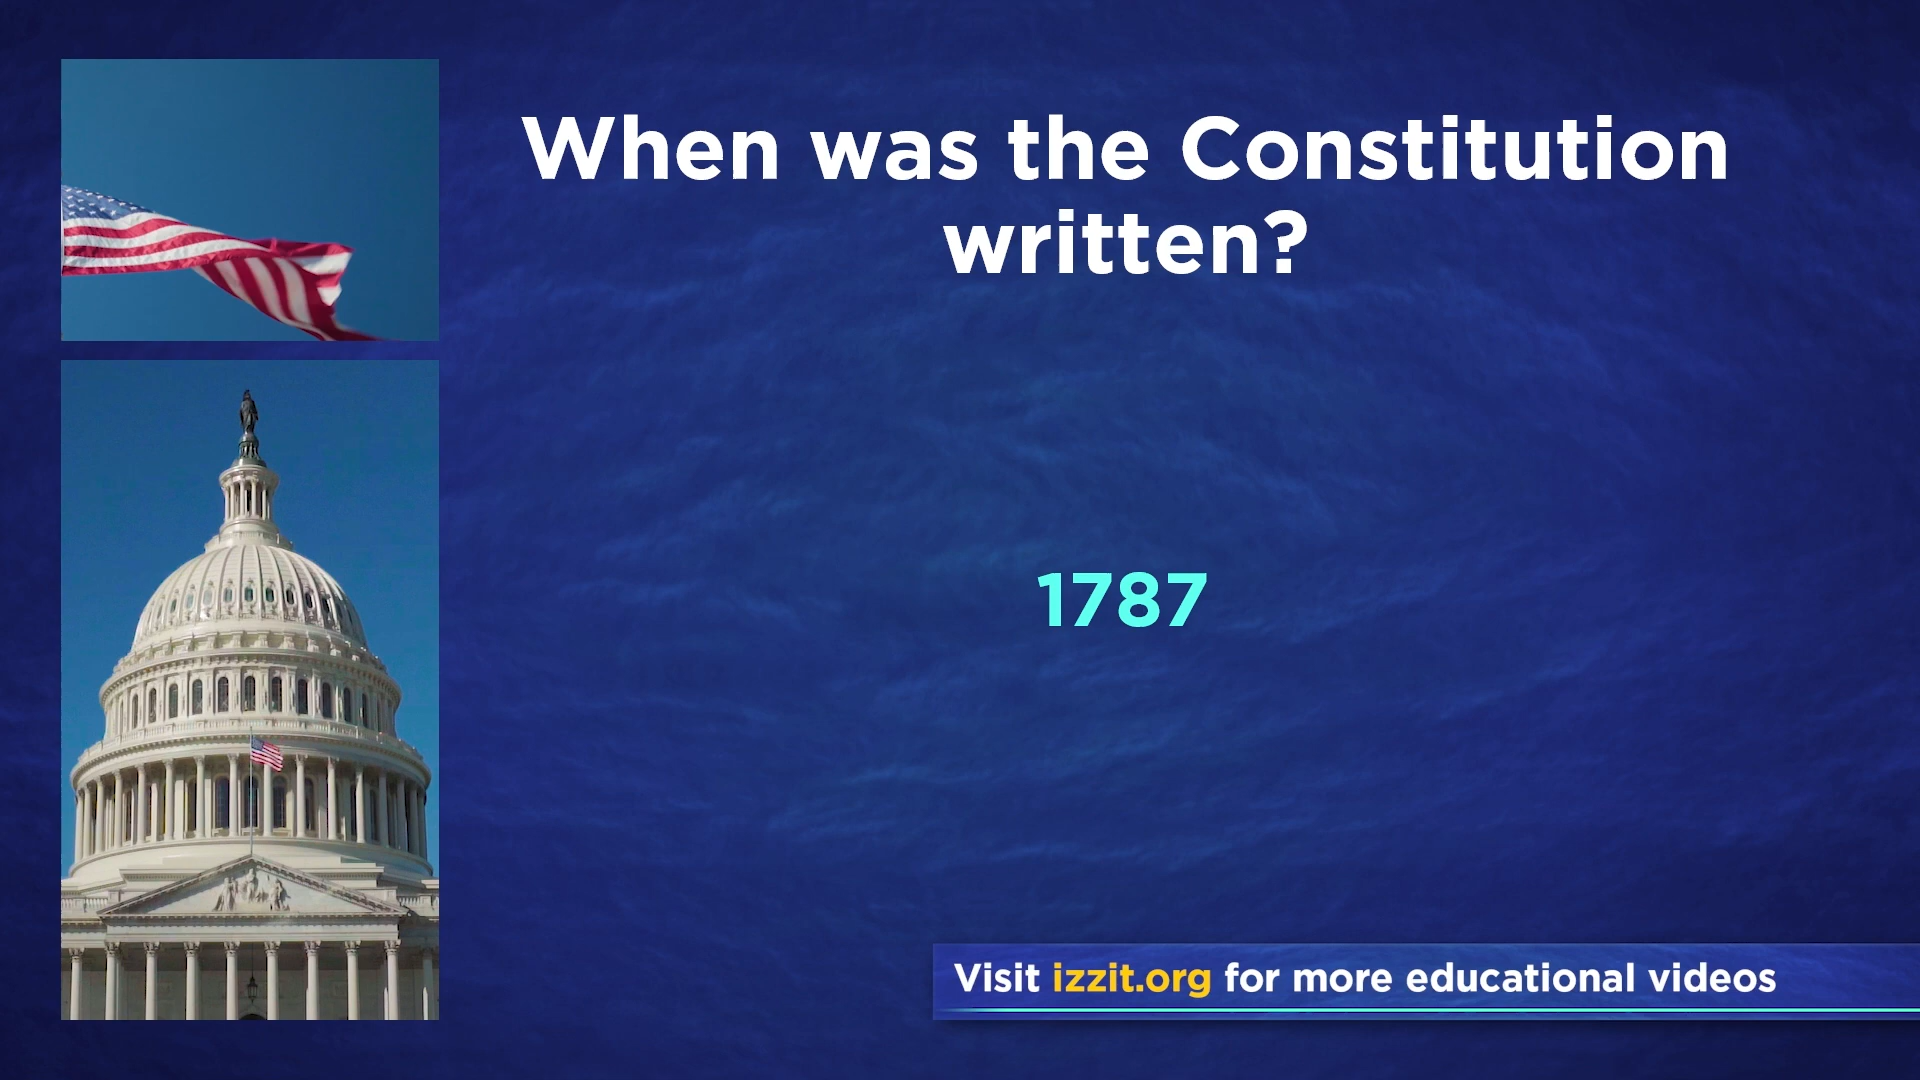 When was the Constitution
written?
1787
Visit izzit.org for more educational videos